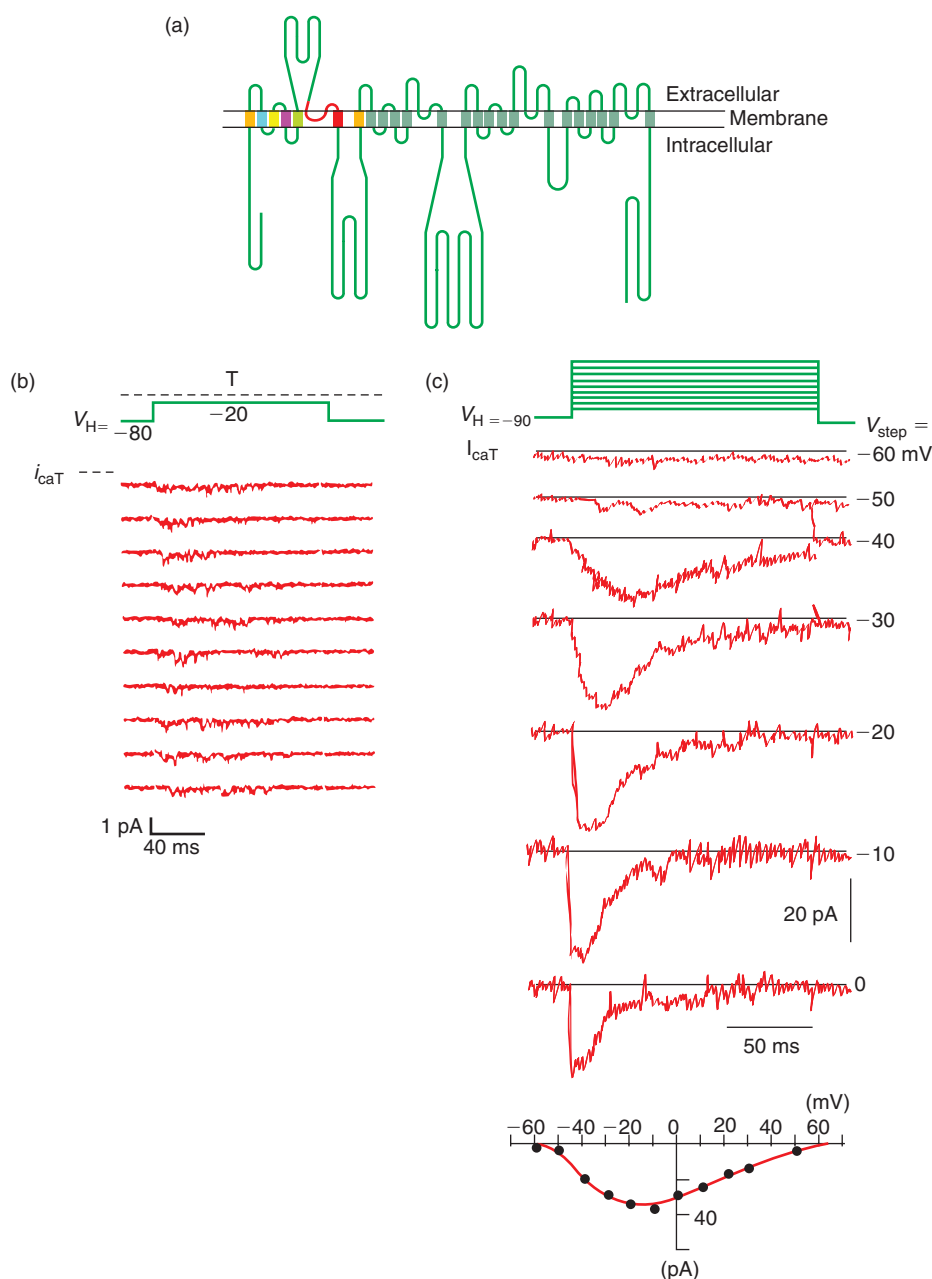 (a)
Extracellular
Membrane
Intracellular
(b)
T
V_H= −80
−20
i_caT
1 pA
40 ms
(c)
V_H = −90
V_step =
I_caT
−60 mV
−50
−40
−30
−20
−10
20 pA
0
50 ms
(mV)
−60 −40 −20 0 20 40 60
40
(pA)